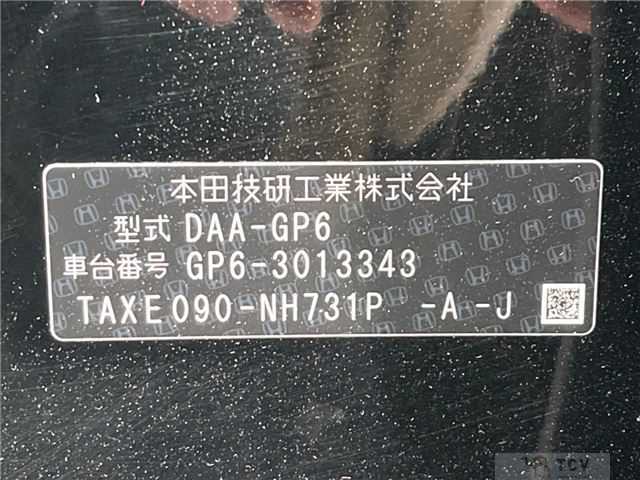 本田技研工業株式会社
型式 DAA-GP6
車台番号 GP6-3013343
TAXE090-NH731P -A -J
TCV